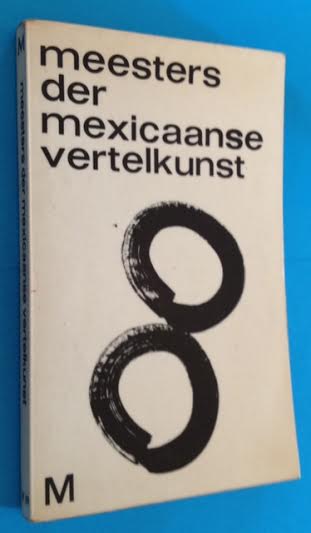 meesters
der
mexicaanse
vertelkunst
M
M
meesters der mexicaanse vertelkunst